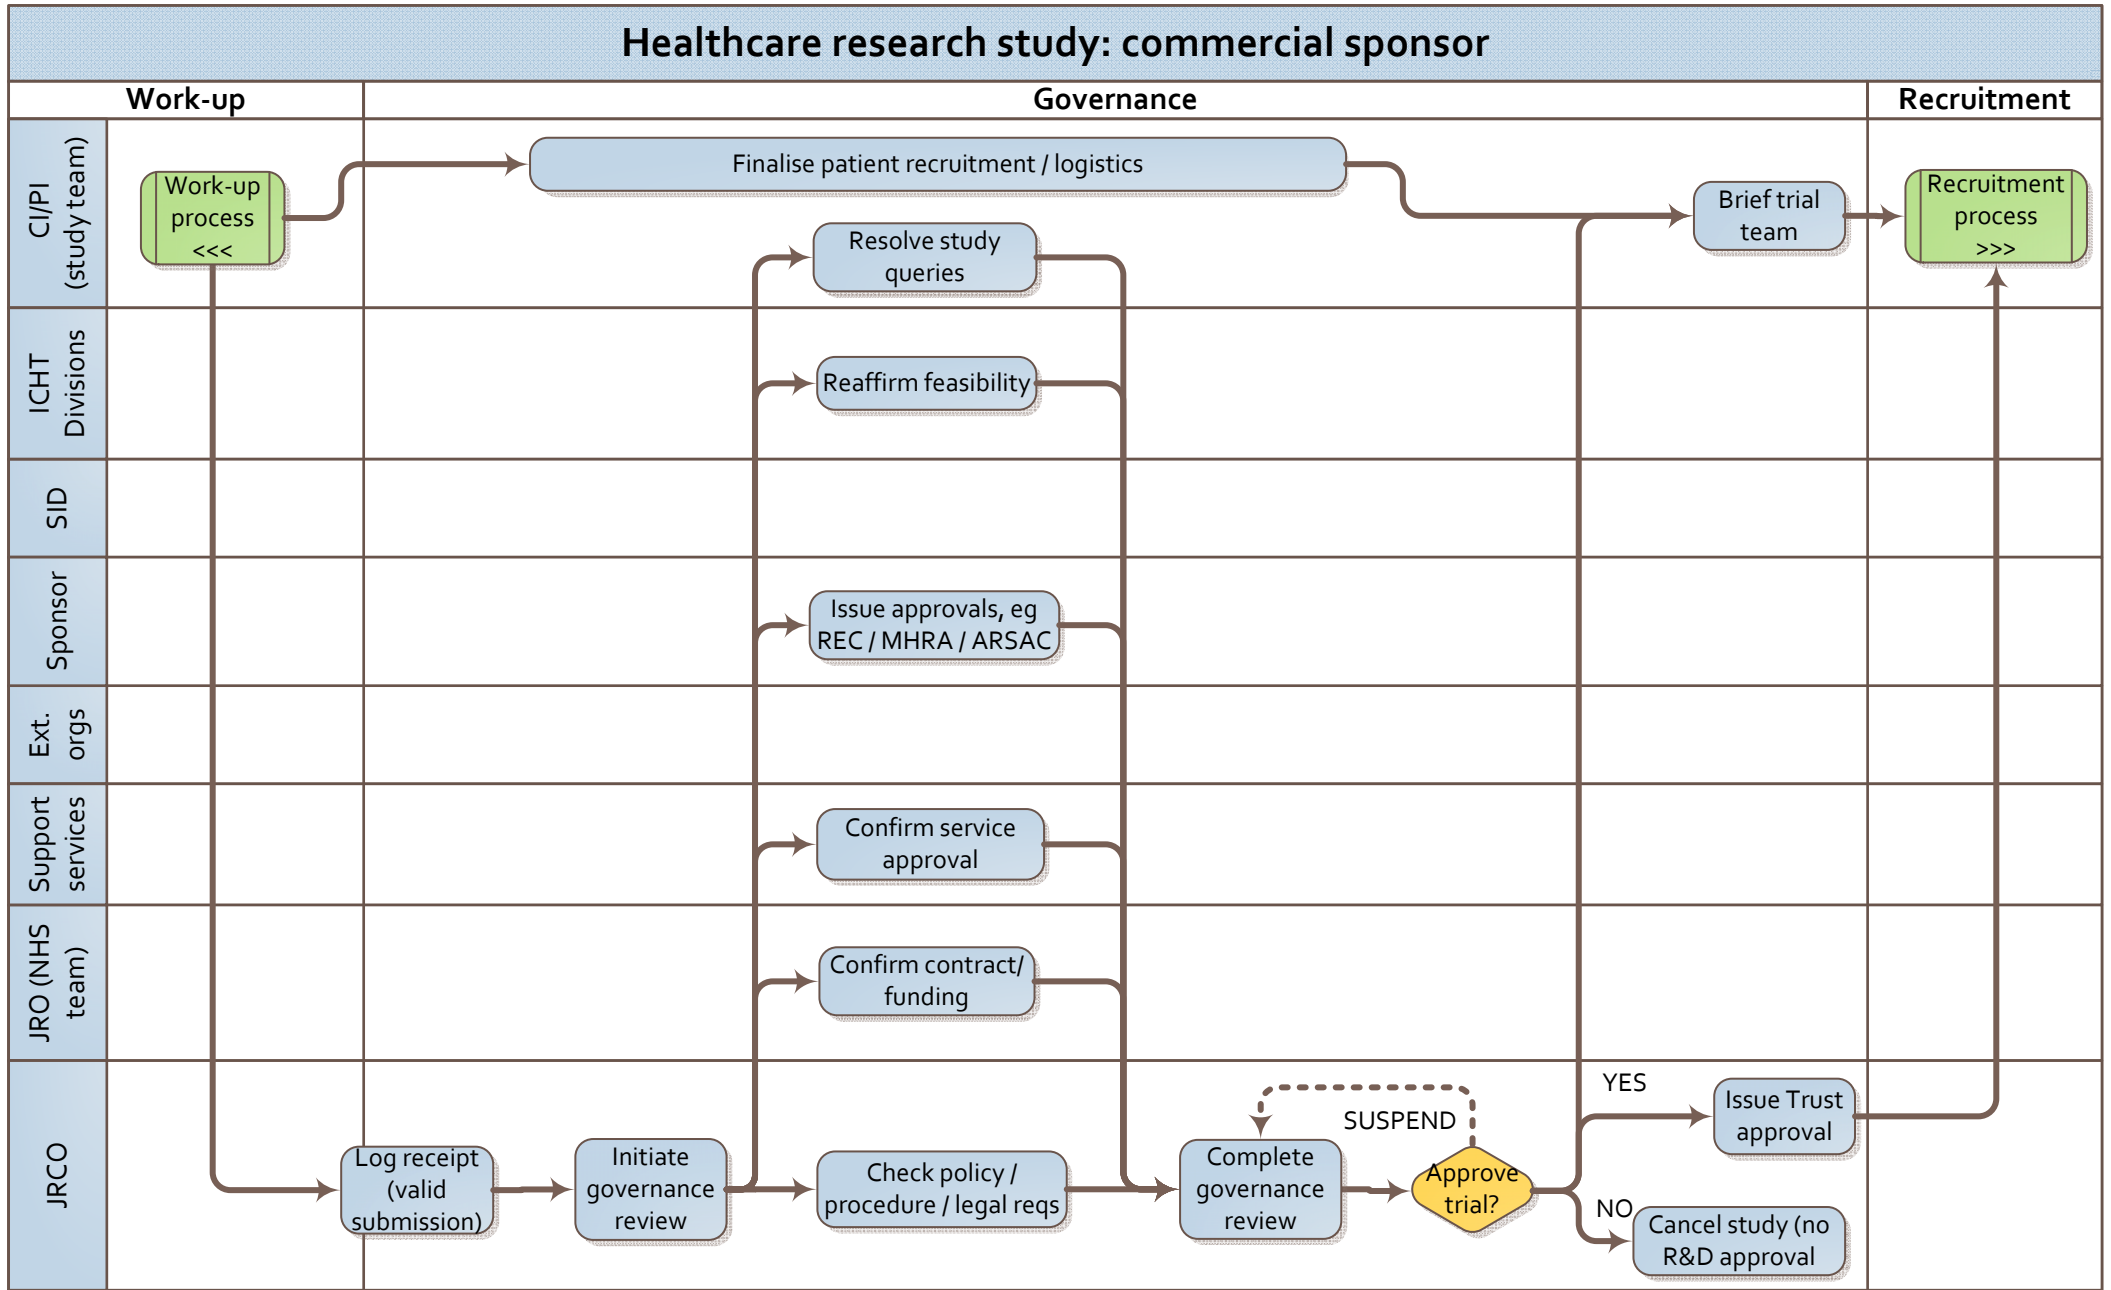 Healthcare research study: commercial sponsor
Work-up
Governance
Recruitment
CI/PI
(study team)
Work-up
process
<<<
Finalise patient recruitment / logistics
Resolve study
queries
Brief trial
team
Recruitment
process
>>>
ICHT
Divisions
Reaffirm feasibility
SID
Sponsor
Issue approvals, eg
REC / MHRA / ARSAC
Ext.
orgs
Support
services
Confirm service
approval
JRO (NHS
team)
Confirm contract/
funding
JRCO
Log receipt
(valid
submission)
Initiate
governance
review
Check policy /
procedure / legal reqs
Complete
governance
review
SUSPEND
Approve
trial?
YES
Issue Trust
approval
NO
Cancel study (no
R&D approval